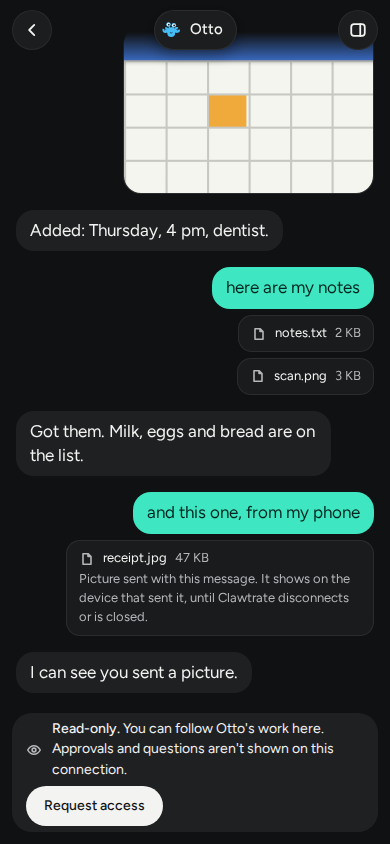 Otto
Added: Thursday, 4 pm, dentist.
here are my notes
notes.txt 2 KB
scan.png 3 KB
Got them. Milk, eggs and bread are on
the list.
and this one, from my phone
receipt.jpg 47 KB
Picture sent with this message. It shows on the
device that sent it, until Clawtrate disconnects
or is closed.
I can see you sent a picture.
Read-only. You can follow Otto's work here.
Approvals and questions aren't shown on this
connection.
Request access